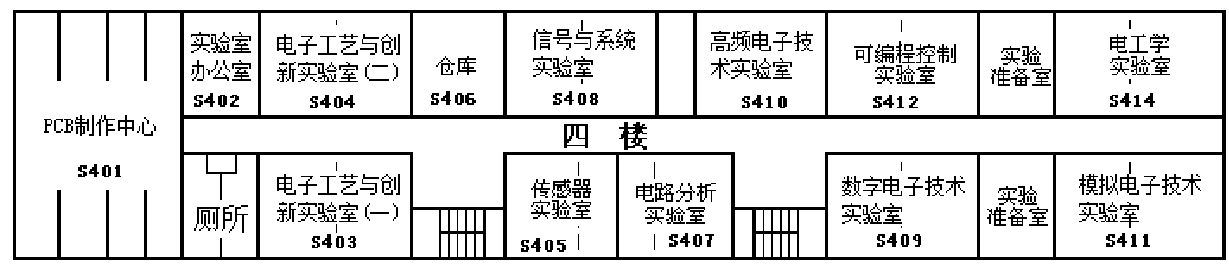 PCB制作中心
S401
实验室
办公室
S402
电子工艺与创
新实验室(二)
S404
仓库
S406
信号与系统
实验室
S408
高频电子技
术实验室
S410
可编程控制
实验室
S412
实验
准备室
电工学
实验室
S414
四 楼
厕所
电子工艺与创
新实验室(一)
S403
传感器
实验室
S405
电路分析
实验室
S407
数字电子技术
实验室
S409
实验
准备室
模拟电子技术
实验室
S411